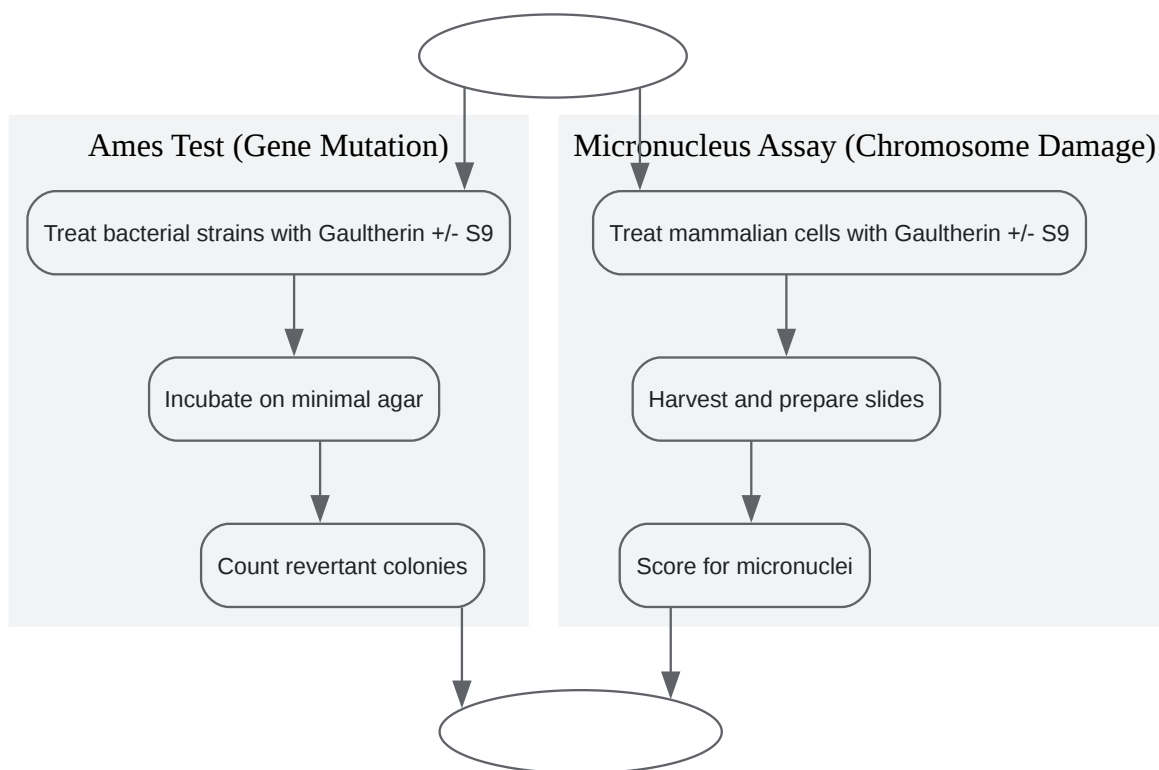 Ames Test (Gene Mutation)
Treat bacterial strains with Gaultherin +/- S9
Incubate on minimal agar
Count revertant colonies
Micronucleus Assay (Chromosome Damage)
Treat mammalian cells with Gaultherin +/- S9
Harvest and prepare slides
Score for micronuclei